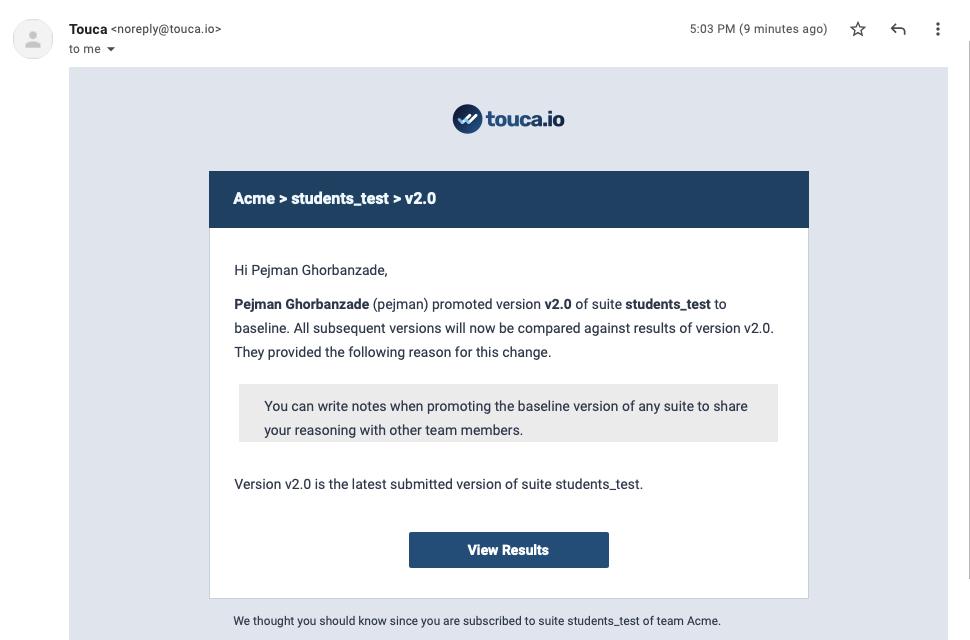 Touca <noreply@touca.io>
5:03 PM (9 minutes ago)
to me
touca.io
Acme > students_test > v2.0
Hi Pejman Ghorbanzade,
Pejman Ghorbanzade (pejman) promoted version v2.0 of suite students_test to
baseline. All subsequent versions will now be compared against results of version v2.0.
They provided the following reason for this change.
You can write notes when promoting the baseline version of any suite to share
your reasoning with other team members.
Version v2.0 is the latest submitted version of suite students_test.
View Results
We thought you should know since you are subscribed to suite students_test of team Acme.